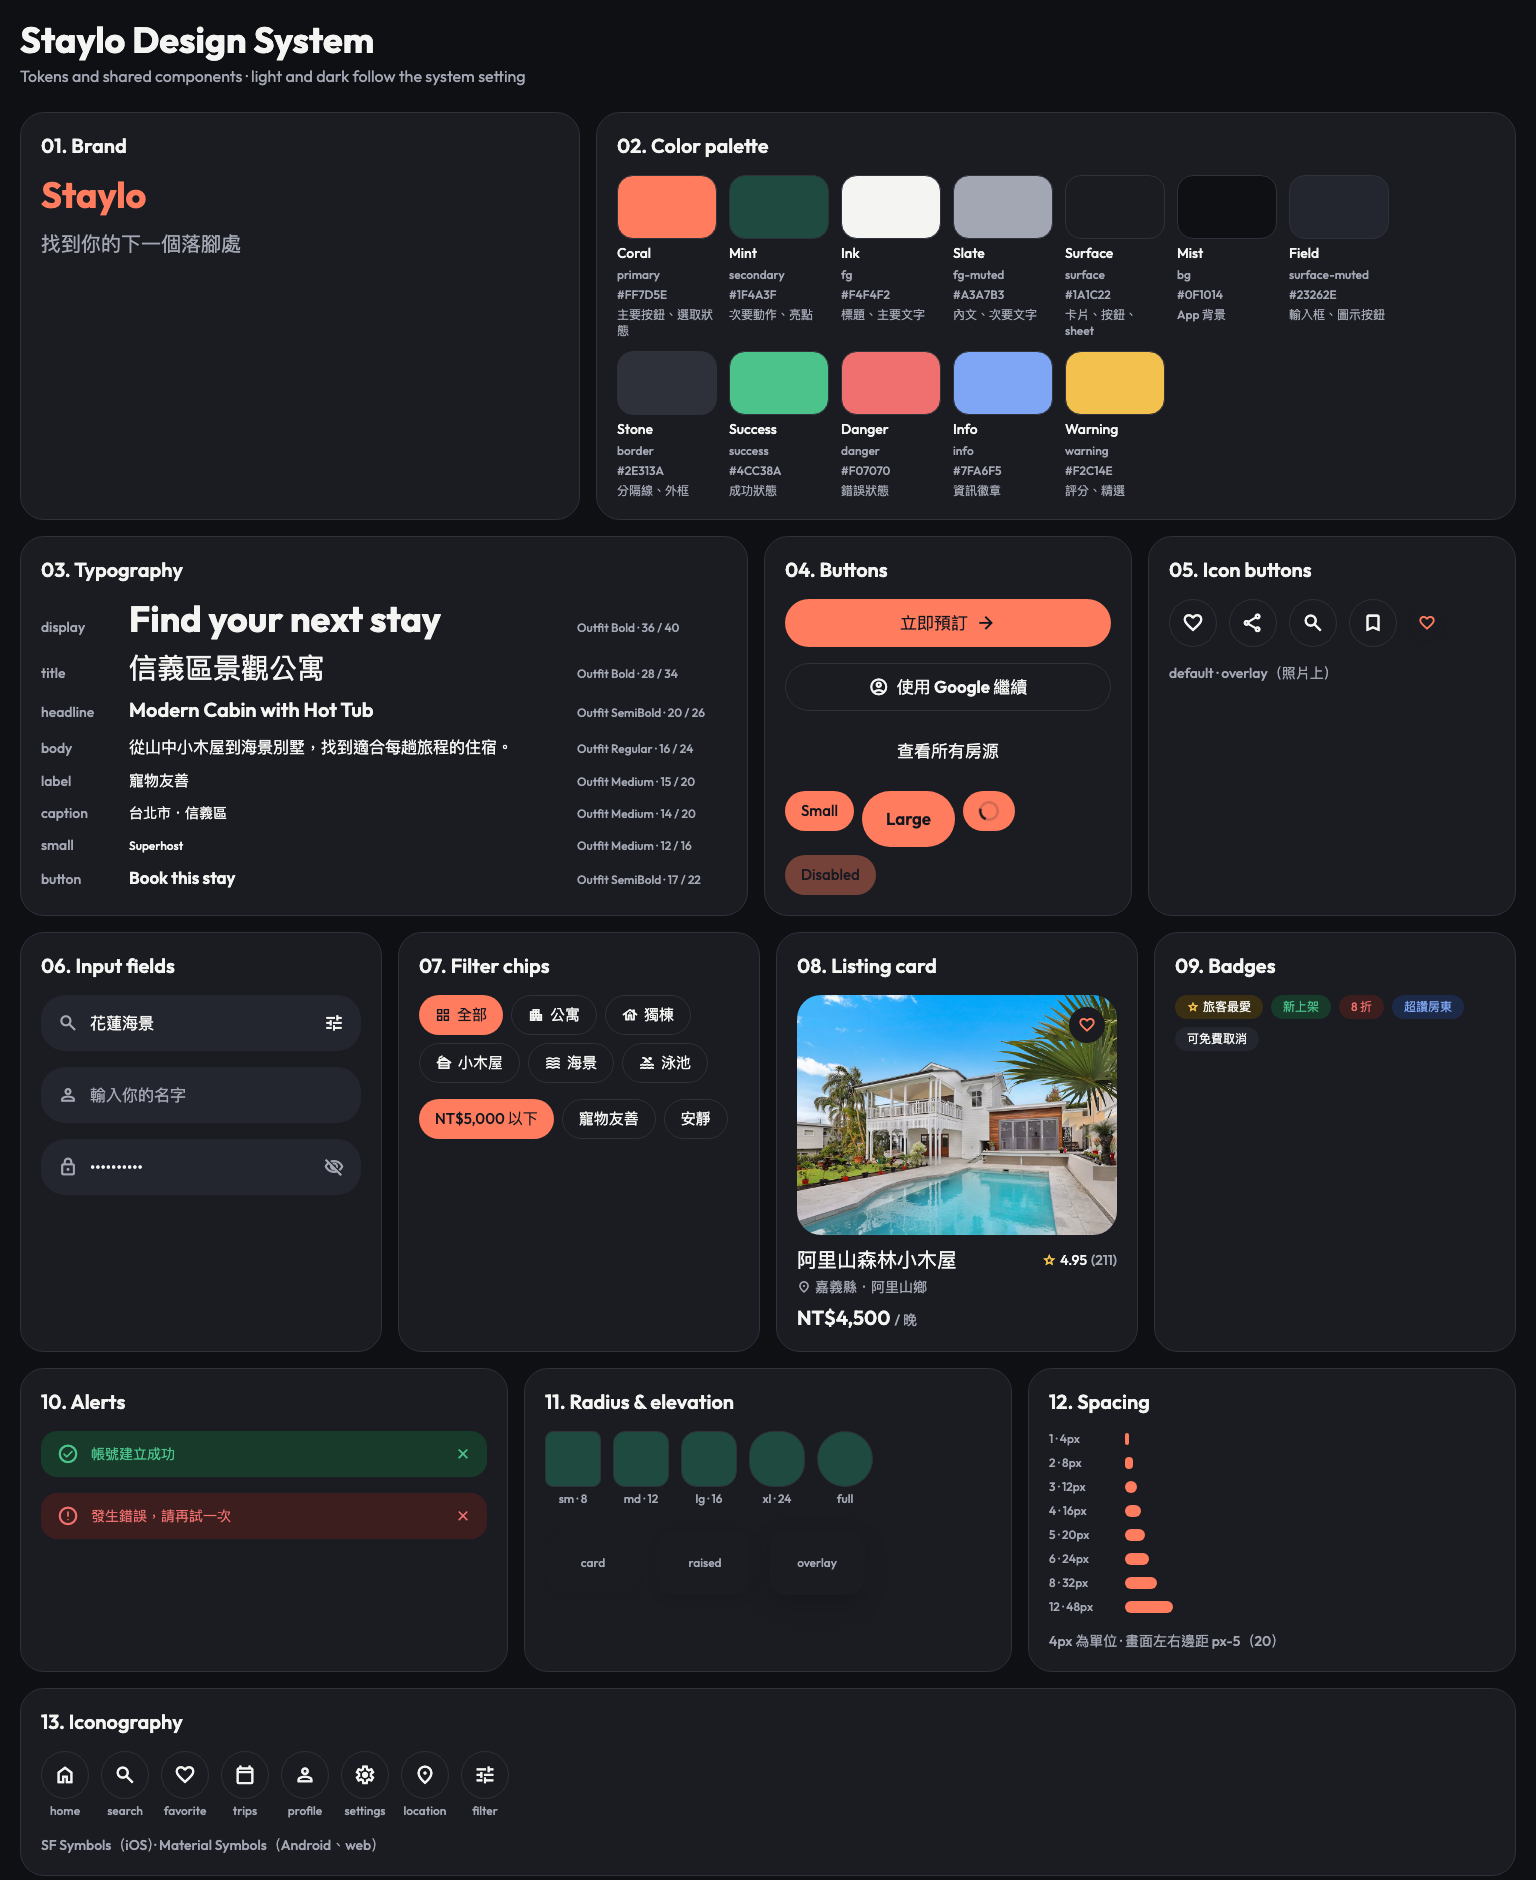 Staylo Design System
Tokens and shared components · light and dark follow the system setting
01. Brand
Staylo
找到你的下一個落腳處
02. Color palette
Coral
primary
#FF7D5E
主要按鈕、選取狀
態
Mint
secondary
#1F4A3F
次要動作、亮點
Ink
fg
#F4F4F2
標題、主要文字
Slate
fg-muted
#A3A7B3
內文、次要文字
Surface
surface
#1A1C22
卡片、按鈕、
sheet
Mist
bg
#0F1014
App 背景
Field
surface-muted
#23262E
輸入框、圖示按鈕
Stone
border
#2E313A
分隔線、外框
Success
success
#4CC38A
成功狀態
Danger
danger
#F07070
錯誤狀態
Info
info
#7FA6F5
資訊徽章
Warning
warning
#F2C14E
評分、精選
03. Typography
display
Find your next stay
Outfit Bold · 36 / 40
title
信義區景觀公寓
Outfit Bold · 28 / 34
headline
Modern Cabin with Hot Tub
Outfit SemiBold · 20 / 26
body
從山中小木屋到海景別墅，找到適合每趟旅程的住宿。
Outfit Regular · 16 / 24
label
寵物友善
Outfit Medium · 15 / 20
caption
台北市・信義區
Outfit Medium · 14 / 20
small
Superhost
Outfit Medium · 12 / 16
button
Book this stay
Outfit SemiBold · 17 / 22
04. Buttons
立即預訂
使用 Google 繼續
查看所有房源
Small
Large
Disabled
05. Icon buttons
default · overlay（照片上）
06. Input fields
花蓮海景
輸入你的名字
••••••••••
07. Filter chips
全部
公寓
獨棟
小木屋
海景
泳池
NT$5,000 以下
寵物友善
安靜
08. Listing card
阿里山森林小木屋
4.95 (211)
嘉義縣・阿里山鄉
NT$4,500 / 晚
09. Badges
旅客最愛
新上架
8 折
超讚房東
可免費取消
10. Alerts
帳號建立成功
發生錯誤，請再試一次
11. Radius & elevation
sm · 8
md · 12
lg · 16
xl · 24
full
card
raised
overlay
12. Spacing
1 · 4px
2 · 8px
3 · 12px
4 · 16px
5 · 20px
6 · 24px
8 · 32px
12 · 48px
4px 為單位 · 畫面左右邊距 px-5（20）
13. Iconography
home
search
favorite
trips
profile
settings
location
filter
SF Symbols（iOS）· Material Symbols（Android、web）